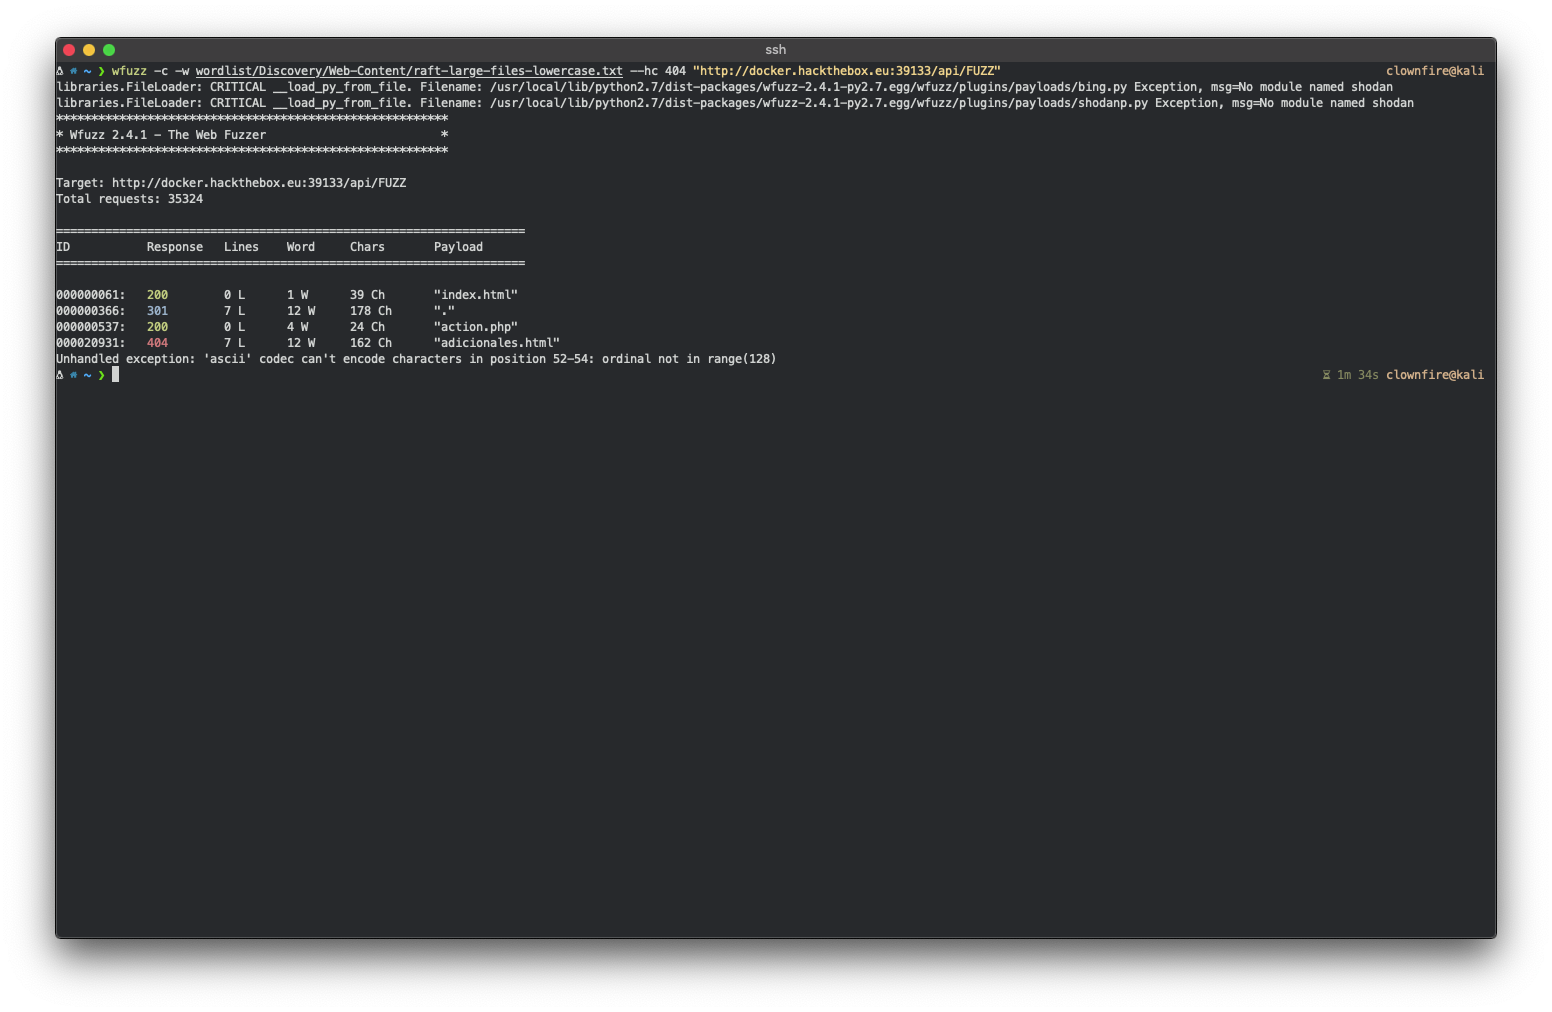 ssh
~ ❯ wfuzz -c -w wordlist/Discovery/Web-Content/raft-large-files-lowercase.txt --hc 404 "http://docker.hackthebox.eu:39133/api/FUZZ" clownfire@kali
libraries.FileLoader: CRITICAL __load_py_from_file. Filename: /usr/local/lib/python2.7/dist-packages/wfuzz-2.4.1-py2.7.egg/wfuzz/plugins/payloads/bing.py Exception, msg=No module named shodan
libraries.FileLoader: CRITICAL __load_py_from_file. Filename: /usr/local/lib/python2.7/dist-packages/wfuzz-2.4.1-py2.7.egg/wfuzz/plugins/payloads/shodanp.py Exception, msg=No module named shodan
********************************************************
* Wfuzz 2.4.1 - The Web Fuzzer                         *
********************************************************
Target: http://docker.hackthebox.eu:39133/api/FUZZ
Total requests: 35324
===================================================================
ID           Response   Lines    Word     Chars       Payload
===================================================================
000000061:   200        0 L      1 W      39 Ch       "index.html"
000000366:   301        7 L      12 W     178 Ch      "."
000000537:   200        0 L      4 W      24 Ch       "action.php"
000020931:   404        7 L      12 W     162 Ch      "adicionales.html"
Unhandled exception: 'ascii' codec can't encode characters in position 52-54: ordinal not in range(128)
~ ❯ 1m 34s clownfire@kali